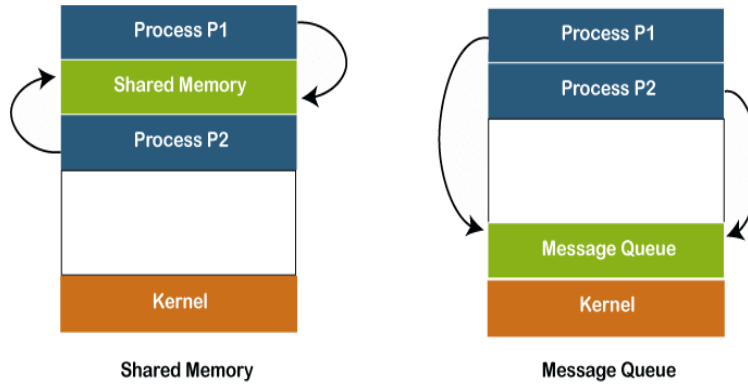 Process P1
Shared Memory
Process P2
Kernel
Shared Memory
Process P1
Process P2
Message Queue
Kernel
Message Queue